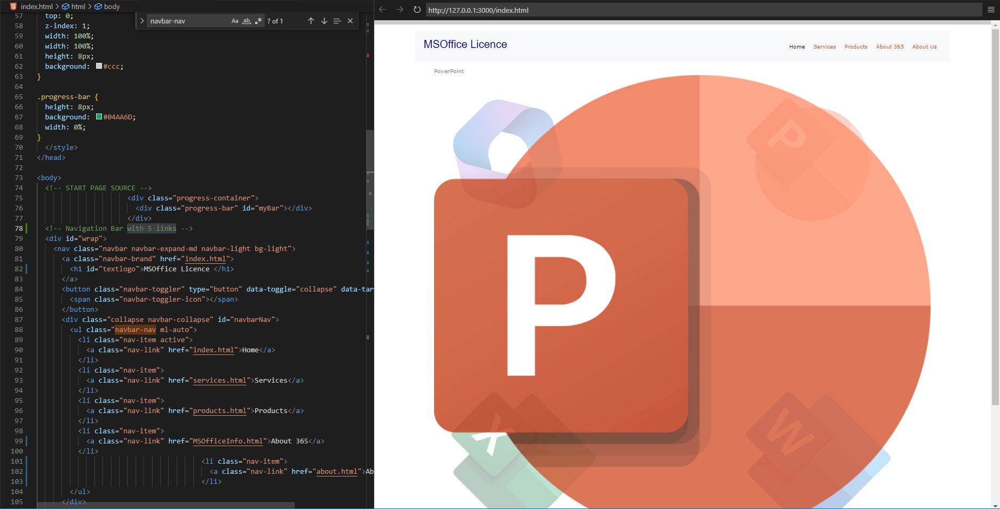 index.html > html > body
navbar-nav
Aa ab, .* ? of 1
57 top: 0;
58 z-index: 1;
59 width: 100%;
60 width: 100%;
61 height: 8px;
62 background: #ccc;
63 }
64
65 .progress-bar {
66 height: 8px;
67 background: #04AA6D;
68 width: 0%;
69 }
70 </style>
71 </head>
72
73 <body>
74 <!-- START PAGE SOURCE -->
75 <div class="progress-container">
76 <div class="progress-bar" id="myBar"></div>
77 </div>
78 <!-- Navigation Bar with 5 links -->
79 <div id="wrap">
80 <nav class="navbar navbar-expand-md navbar-light bg-light">
81 <a class="navbar-brand" href="index.html">
82 <h1 id="textlogo">MSOffice Licence </h1>
83 </a>
84 <button class="navbar-toggler" type="button" data-toggle="collapse" data-tar
85 <span class="navbar-toggler-icon"></span>
86 </button>
87 <div class="collapse navbar-collapse" id="navbarNav">
88 <ul class="navbar-nav ml-auto">
89 <li class="nav-item active">
90 <a class="nav-link" href="index.html">Home</a>
91 </li>
92 <li class="nav-item">
93 <a class="nav-link" href="services.html">Services</a>
94 </li>
95 <li class="nav-item">
96 <a class="nav-link" href="products.html">Products</a>
97 </li>
98 <li class="nav-item">
99 <a class="nav-link" href="MSOfficeInfo.html">About 365</a>
100 </li>
101 <li class="nav-item">
102 <a class="nav-link" href="about.html">Ab
103 </li>
104 </ul>
105 </div>
http://127.0.0.1:3000/index.html
MSOffice Licence
Home Services Products About 365 About Us
PowerPoint
P
P
X
W